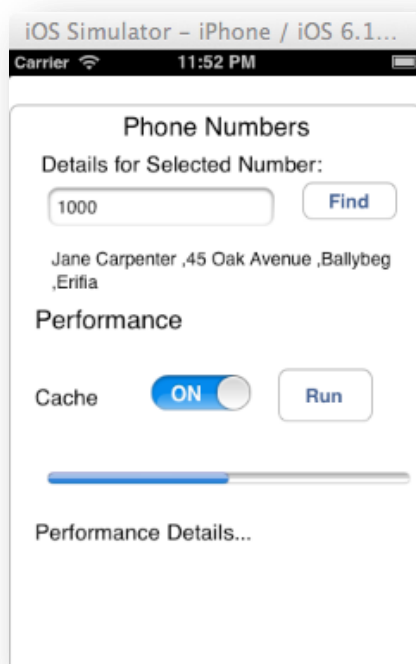 iOS Simulator – iPhone / iOS 6.1...
Carrier 11:52 PM
Phone Numbers
Details for Selected Number:
1000 Find
Jane Carpenter ,45 Oak Avenue ,Ballybeg
,Erifia
Performance
Cache ON Run
Performance Details...